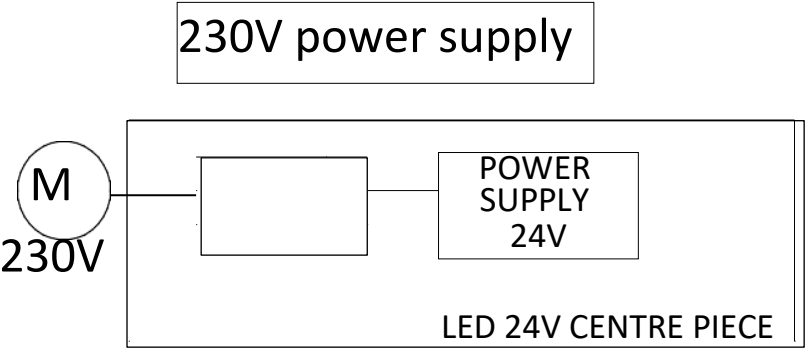 230V power supply
M
230V
POWER
SUPPLY
24V
LED 24V CENTRE PIECE